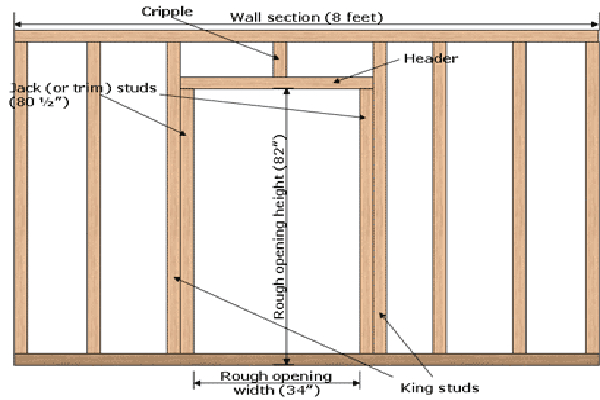 Cripple
Wall section (8 feet)
Header
Jack (or trim) studs
(80 ½”)
Rough opening height (82”)
Rough opening
width (34”)
King studs